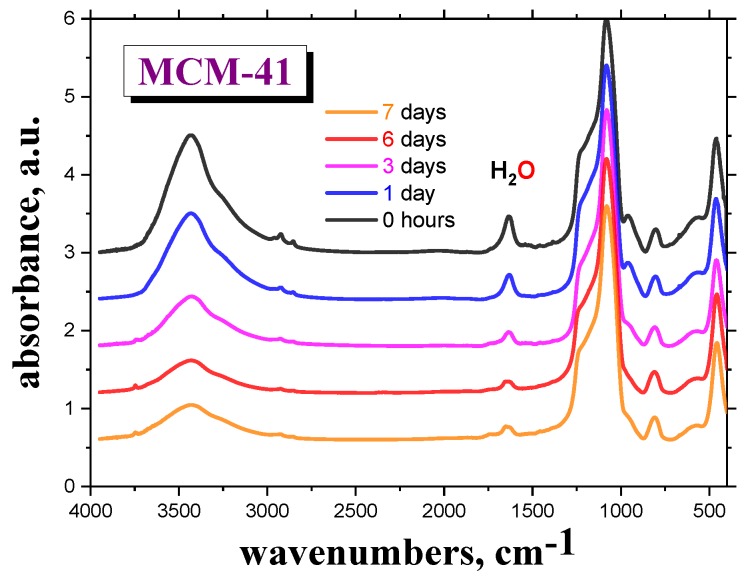 MCM-41
7 days
6 days
3 days
1 day
0 hours
H₂O
absorbance, a.u.
6
5
4
3
2
1
0
4000 3500 3000 2500 2000 1500 1000 500
wavenumbers, cm⁻¹